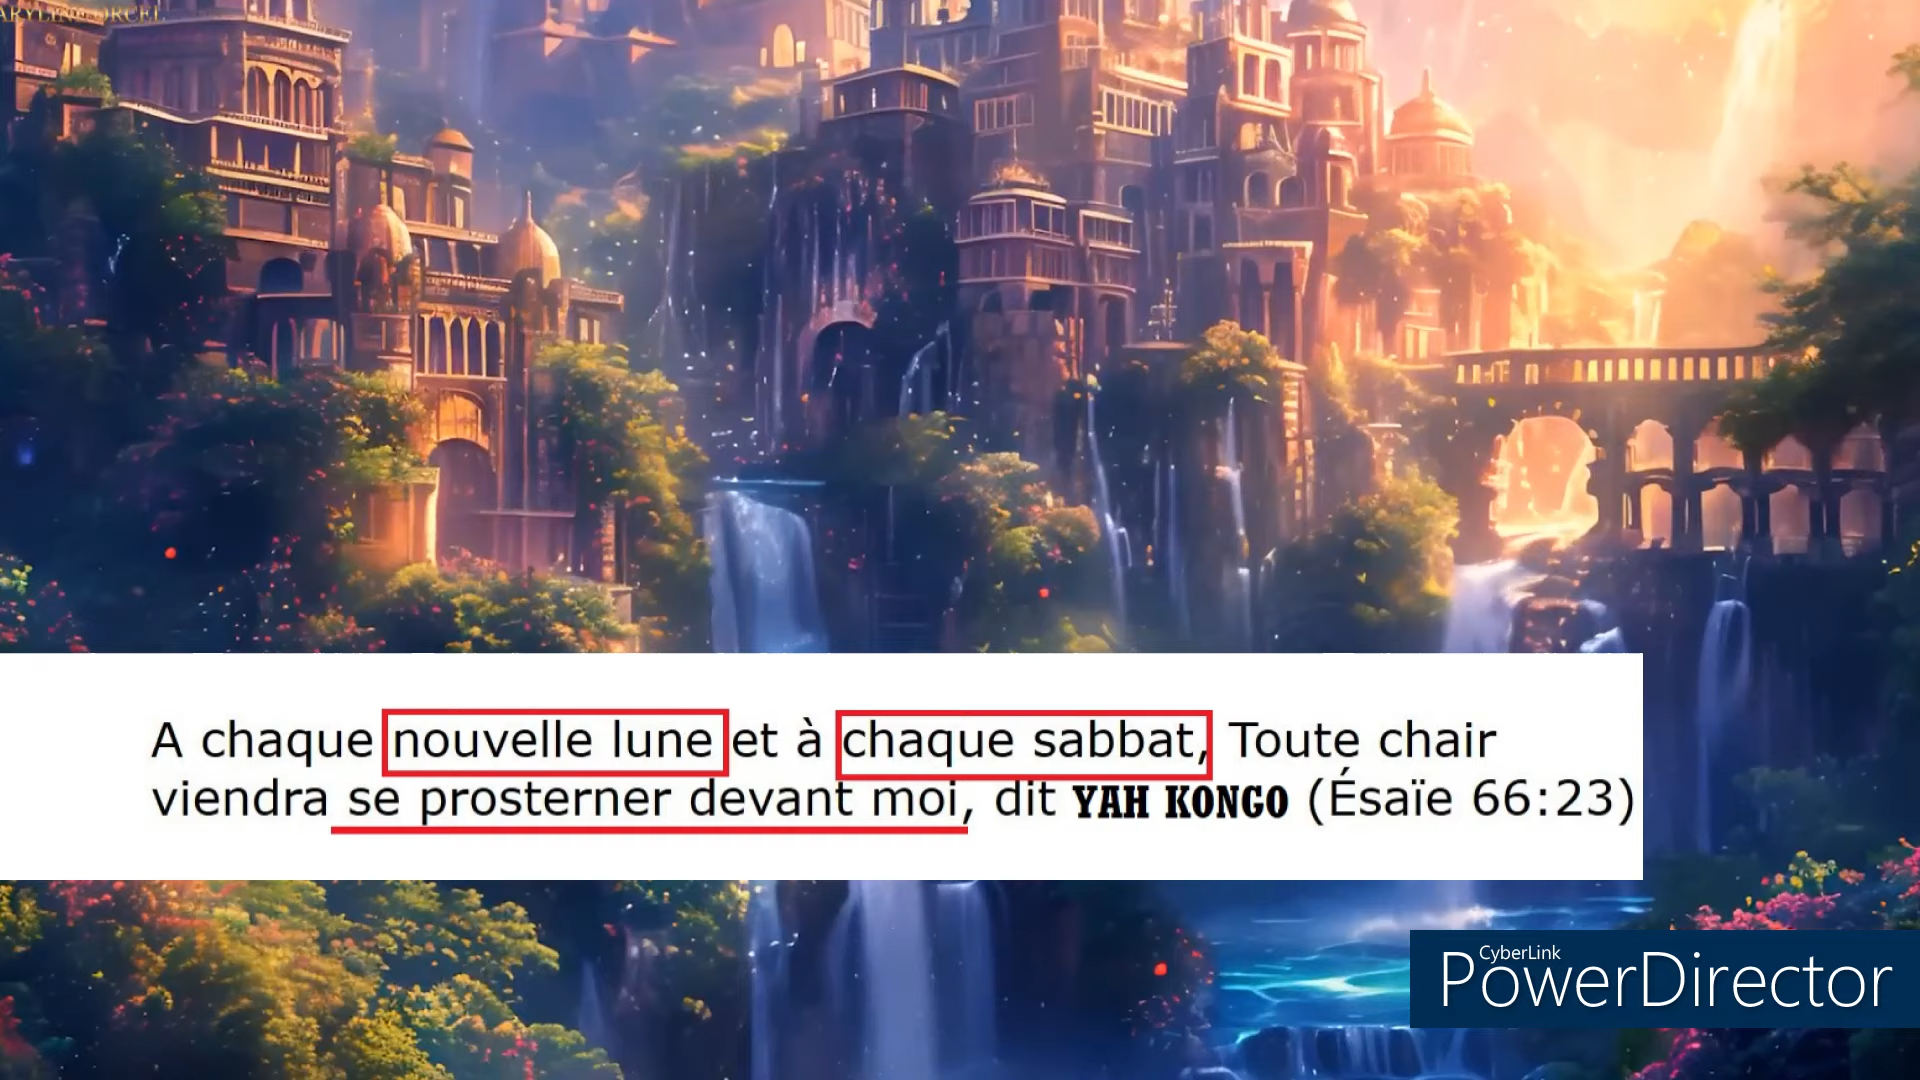 A chaque nouvelle lune et à chaque sabbat, Toute chair
viendra se prosterner devant moi, dit YAH KONGO (Ésaïe 66:23)
CyberLink
PowerDirector